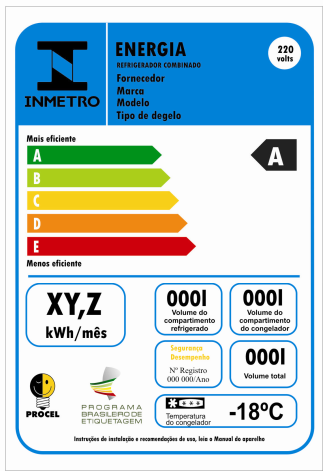 INMETRO
ENERGIA
REFRIGERADOR COMBINADO
Fornecedor
Marca
Modelo
Tipo de degelo
220
volts
Mais eficiente
A
B
C
D
E
Menos eficiente
A
XY,Z
kWh/mês
000l
Volume do
compartimento
refrigerado
000l
Volume do
compartimento
do congelador
Segurança
Desempenho
Nº Registro
000 000/Ano
000l
Volume total
PROCEL
PROGRAMA
BRASILEIRO DE
ETIQUETAGEM
Temperatura
do congelador
-18ºC
Instruções de instalação e recomendações de uso, leia o Manual do aparelho